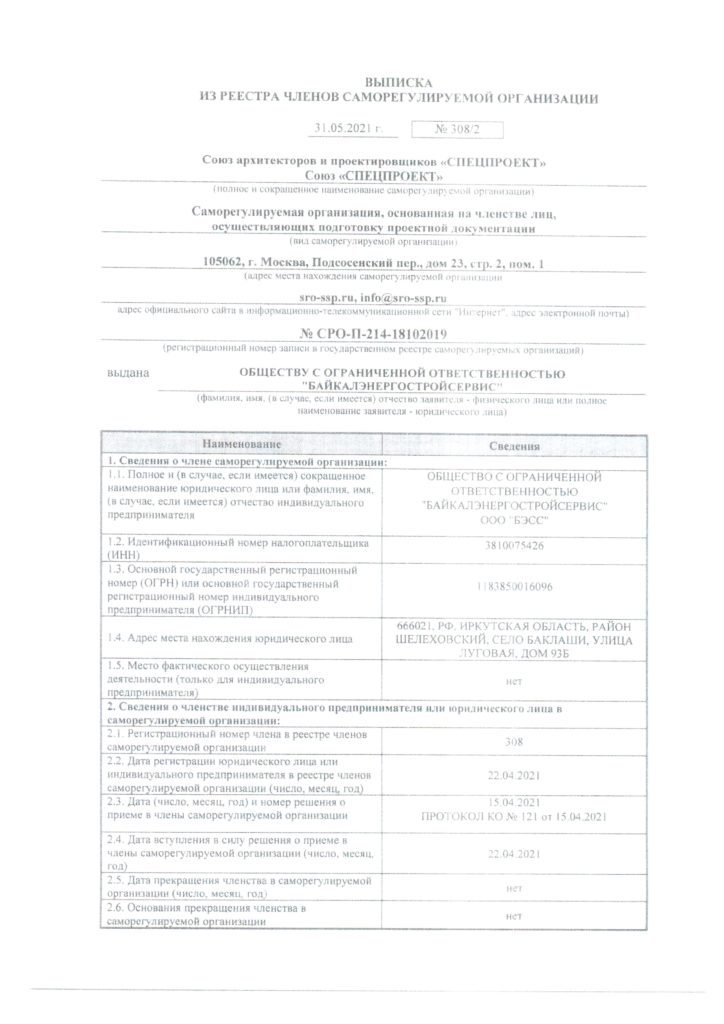 ВЫПИСКА
ИЗ РЕЕСТРА ЧЛЕНОВ САМОРЕГУЛИРУЕМОЙ ОРГАНИЗАЦИИ
31.05.2021 г. № 308/2
Союз архитекторов и проектировщиков «СПЕЦПРОЕКТ»
Союз «СПЕЦПРОЕКТ»
(полное и сокращенное наименование саморегулируемой организации)
Саморегулируемая организация, основанная на членстве лиц,
осуществляющих подготовку проектной документации
(вид саморегулируемой организации)
105062, г. Москва, Подсосенский пер., дом 23, стр. 2, пом. 1
(адрес места нахождения саморегулируемой организации
sro-ssp.ru, info@sro-ssp.ru
адрес официального сайта в информационно-телекоммуникационной сети "Интернет", адрес электронной почты)
№ СРО-П-214-18102019
(регистрационный номер записи в государственном реестре саморегулируемых организаций)
выдана ОБЩЕСТВУ С ОГРАНИЧЕННОЙ ОТВЕТСТВЕННОСТЬЮ
"БАЙКАЛЭНЕРГОСТРОЙСЕРВИС"
(фамилия, имя, (в случае, если имеется) отчество заявителя - физического лица или полное
наименование заявителя - юридического лица)
Наименование Сведения
1. Сведения о члене саморегулируемой организации:
1.1. Полное и (в случае, если имеется) сокращенное
наименование юридического лица или фамилия, имя,
(в случае, если имеется) отчество индивидуального
предпринимателя
ОБЩЕСТВО С ОГРАНИЧЕННОЙ
ОТВЕТСТВЕННОСТЬЮ
"БАЙКАЛЭНЕРГОСТРОЙСЕРВИС"
ООО "БЭСС"
1.2. Идентификационный номер налогоплательщика
(ИНН)
3810075426
1.3. Основной государственный регистрационный
номер (ОГРН) или основной государственный
регистрационный номер индивидуального
предпринимателя (ОГРНИП)
1183850016096
1.4. Адрес места нахождения юридического лица
666021, РФ, ИРКУТСКАЯ ОБЛАСТЬ, РАЙОН
ШЕЛЕХОВСКИЙ, СЕЛО БАКЛАШИ, УЛИЦА
ЛУГОВАЯ, ДОМ 93Б
1.5. Место фактического осуществления
деятельности (только для индивидуального
предпринимателя)
нет
2. Сведения о членстве индивидуального предпринимателя или юридического лица в
саморегулируемой организации:
2.1. Регистрационный номер члена в реестре членов
саморегулируемой организации
308
2.2. Дата регистрации юридического лица или
индивидуального предпринимателя в реестре членов
саморегулируемой организации (число, месяц, год)
22.04.2021
2.3. Дата (число, месяц, год) и номер решения о
приеме в члены саморегулируемой организации
15.04.2021
ПРОТОКОЛ КО № 121 от 15.04.2021
2.4. Дата вступления в силу решения о приеме в
члены саморегулируемой организации (число, месяц,
год)
22.04.2021
2.5. Дата прекращения членства в саморегулируемой
организации (число, месяц, год)
нет
2.6. Основания прекращения членства в
саморегулируемой организации
нет